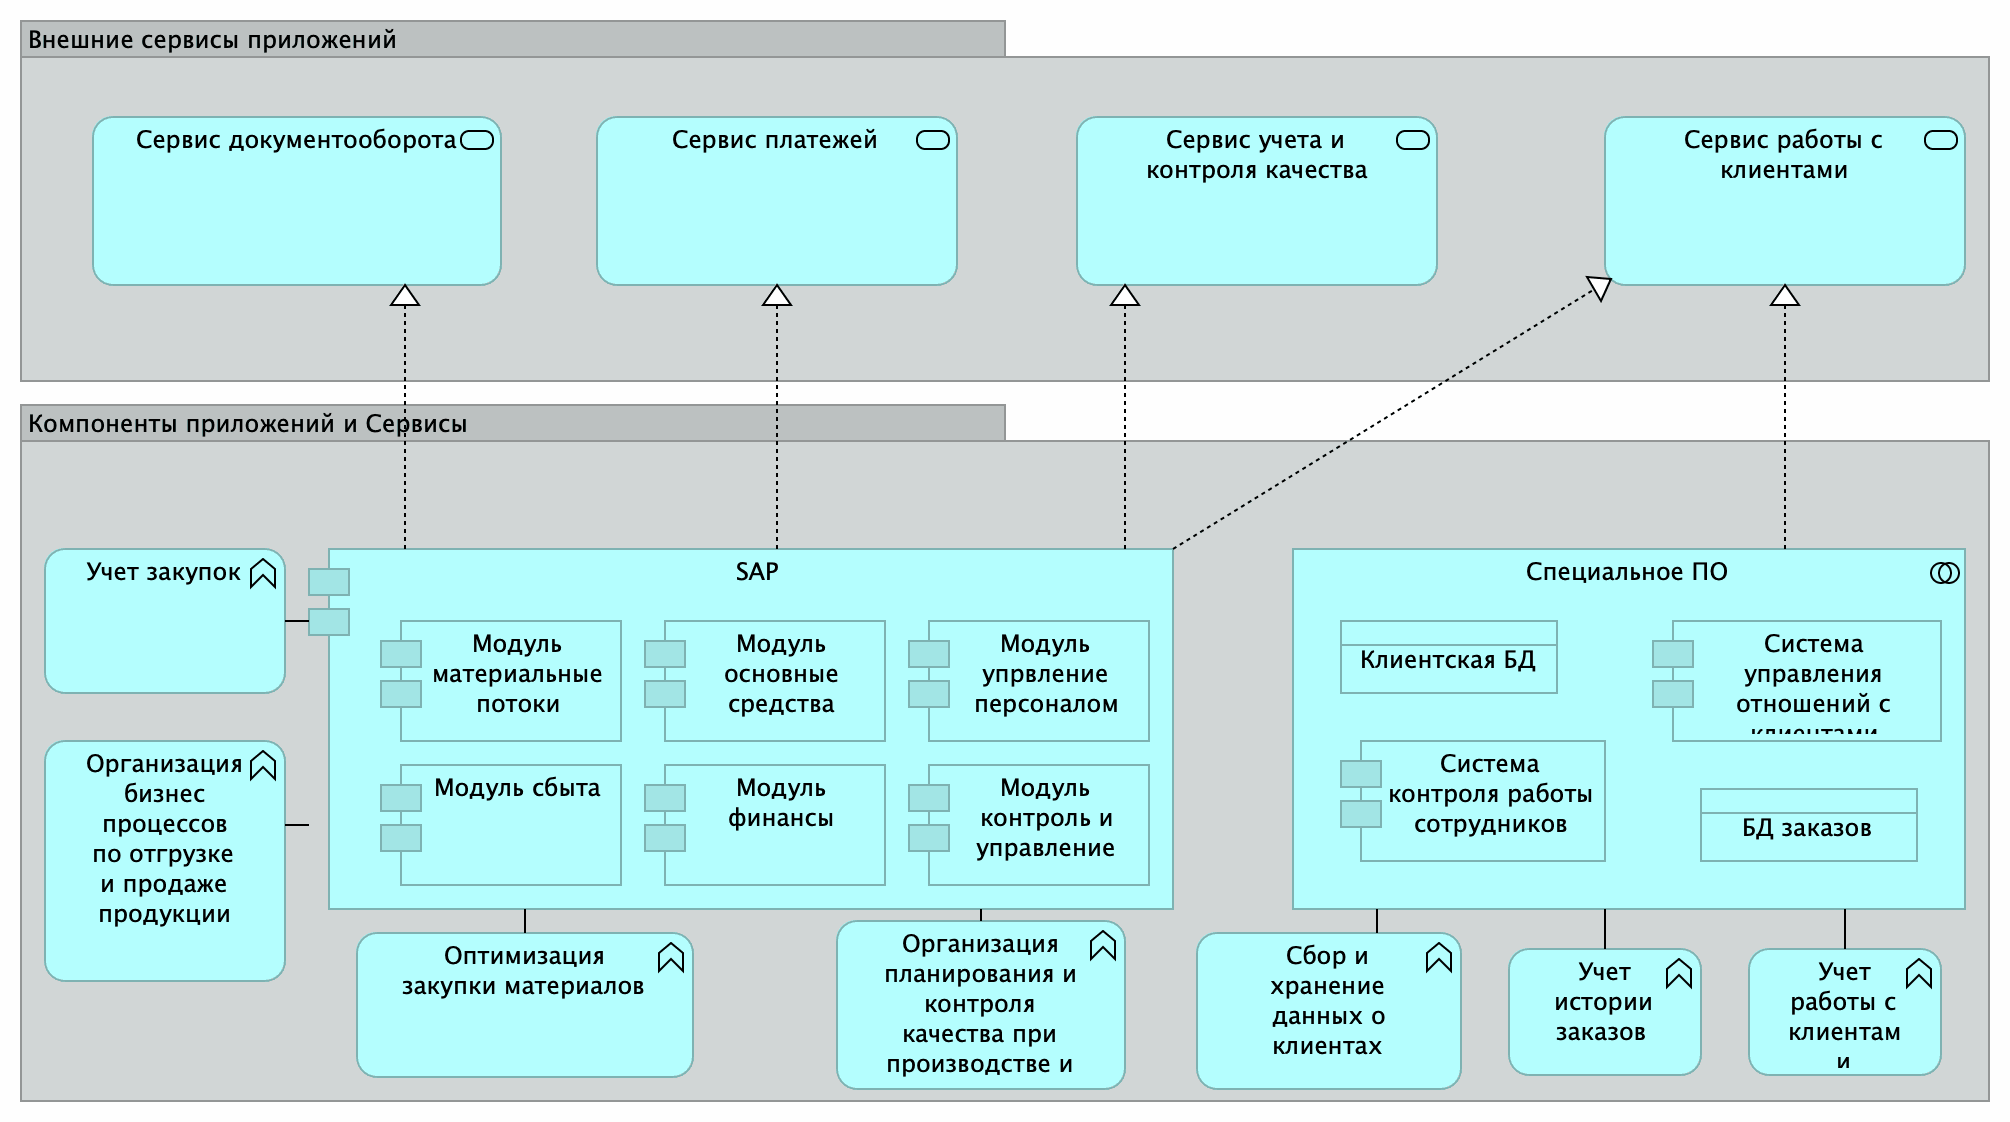 Внешние сервисы приложений
Сервис документооборота
Сервис платежей
Сервис учета и
контроля качества
Сервис работы с
клиентами
Компоненты приложений и Сервисы
Учет закупок
Организация
бизнес
процессов
по отгрузке
и продаже
продукции
SAP
Модуль
материальные
потоки
Модуль
основные
средства
Модуль
упрвление
персоналом
Модуль сбыта
Модуль
финансы
Модуль
контроль и
управление
Специальное ПО
Клиентская БД
Система
управления
отношений с
клиентами
Система
контроля работы
сотрудников
БД заказов
Оптимизация
закупки материалов
Организация
планирования и
контроля
качества при
производстве и
Сбор и
хранение
данных о
клиентах
Учет
истории
заказов
Учет
работы с
клиентам
и